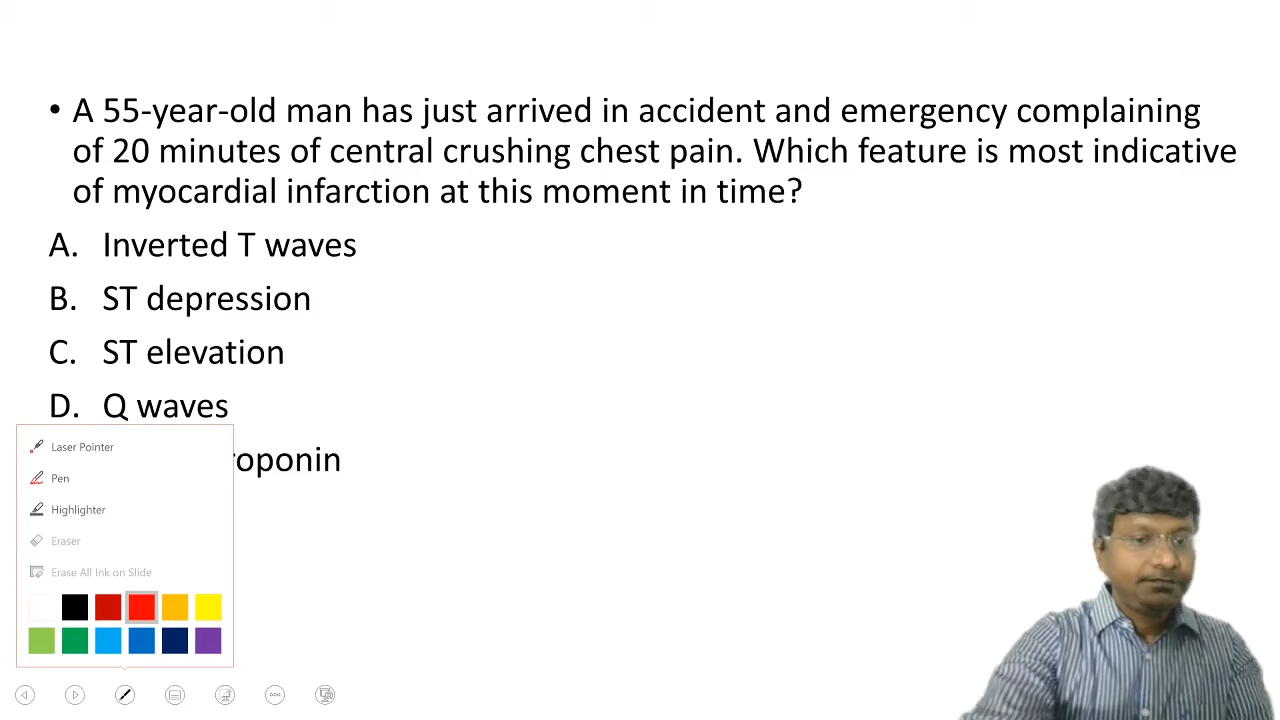 • A 55-year-old man has just arrived in accident and emergency complaining
of 20 minutes of central crushing chest pain. Which feature is most indicative
of myocardial infarction at this moment in time?
A. Inverted T waves
B. ST depression
C. ST elevation
D. Q waves
roponin
Laser Pointer
Pen
Highlighter
Eraser
Erase All Ink on Slide